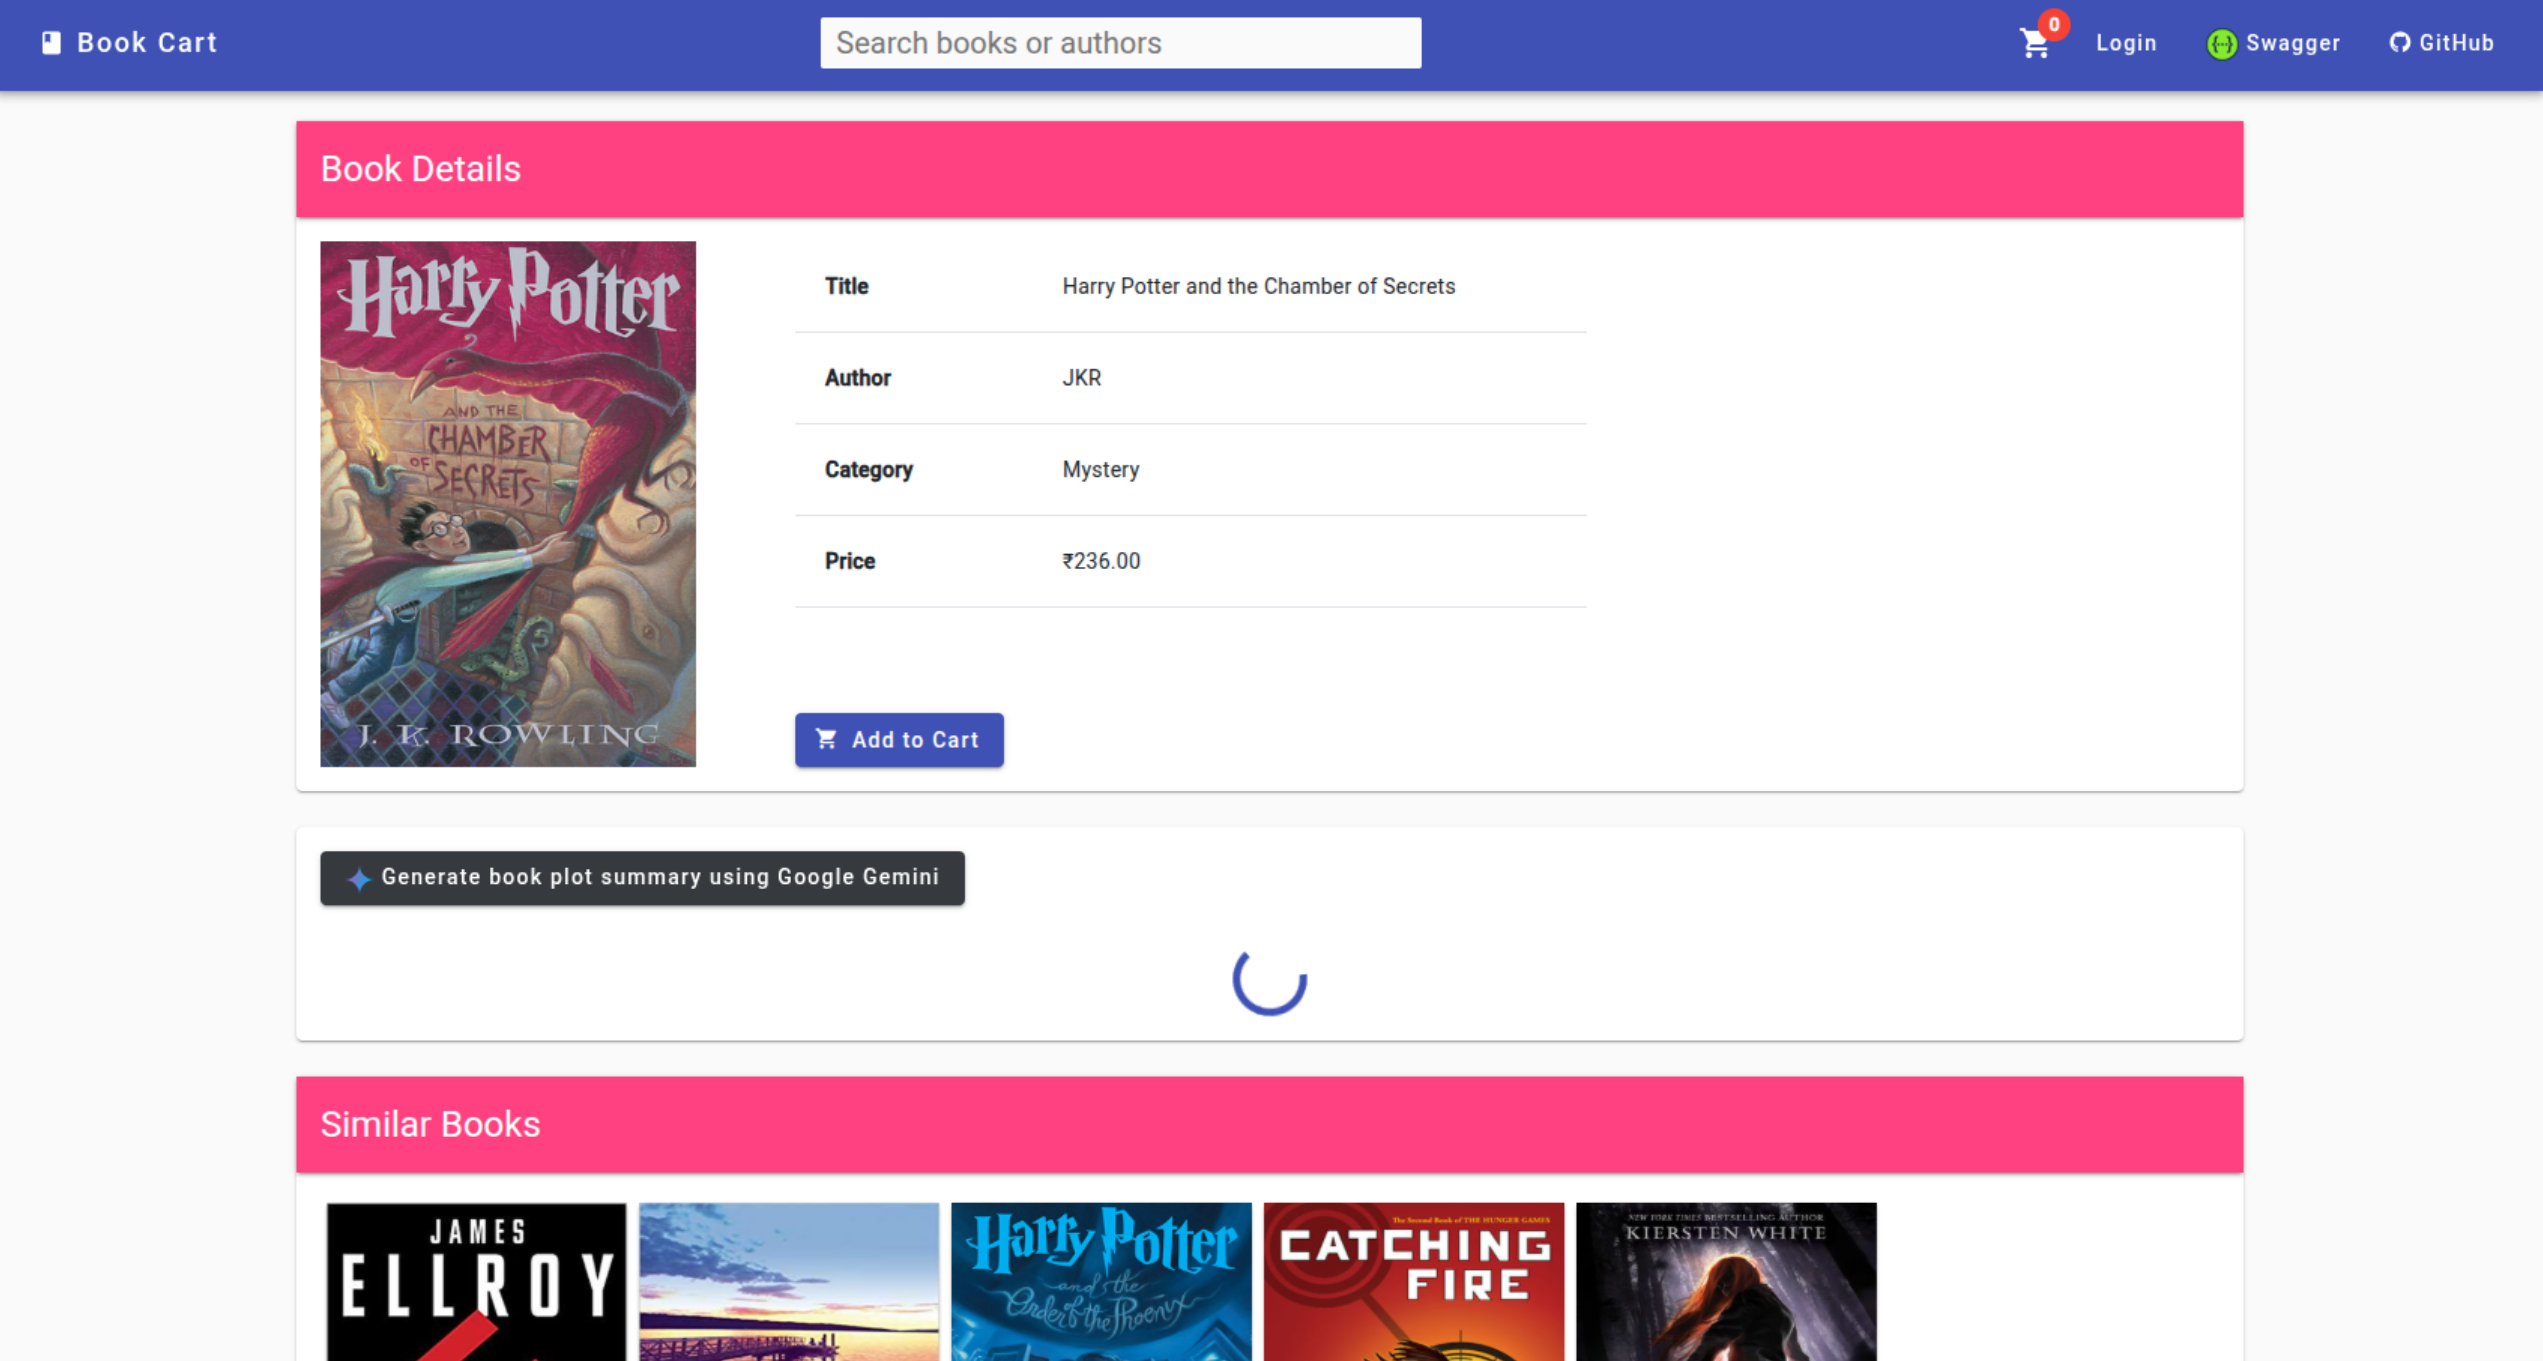 Book Cart
Search books or authors
0
Login
Swagger
GitHub
Book Details
Harry Potter
AND THE
CHAMBER
OF
SECRETS
J. K. ROWLING
Title Harry Potter and the Chamber of Secrets
Author JKR
Category Mystery
Price ₹236.00
Add to Cart
Generate book plot summary using Google Gemini
Similar Books
JAMES
ELLROY
Harry Potter
and the
Order of the Phoenix
The Second Book of THE HUNGER GAMES
CATCHING
FIRE
NEW YORK TIMES BESTSELLING AUTHOR
KIERSTEN WHITE